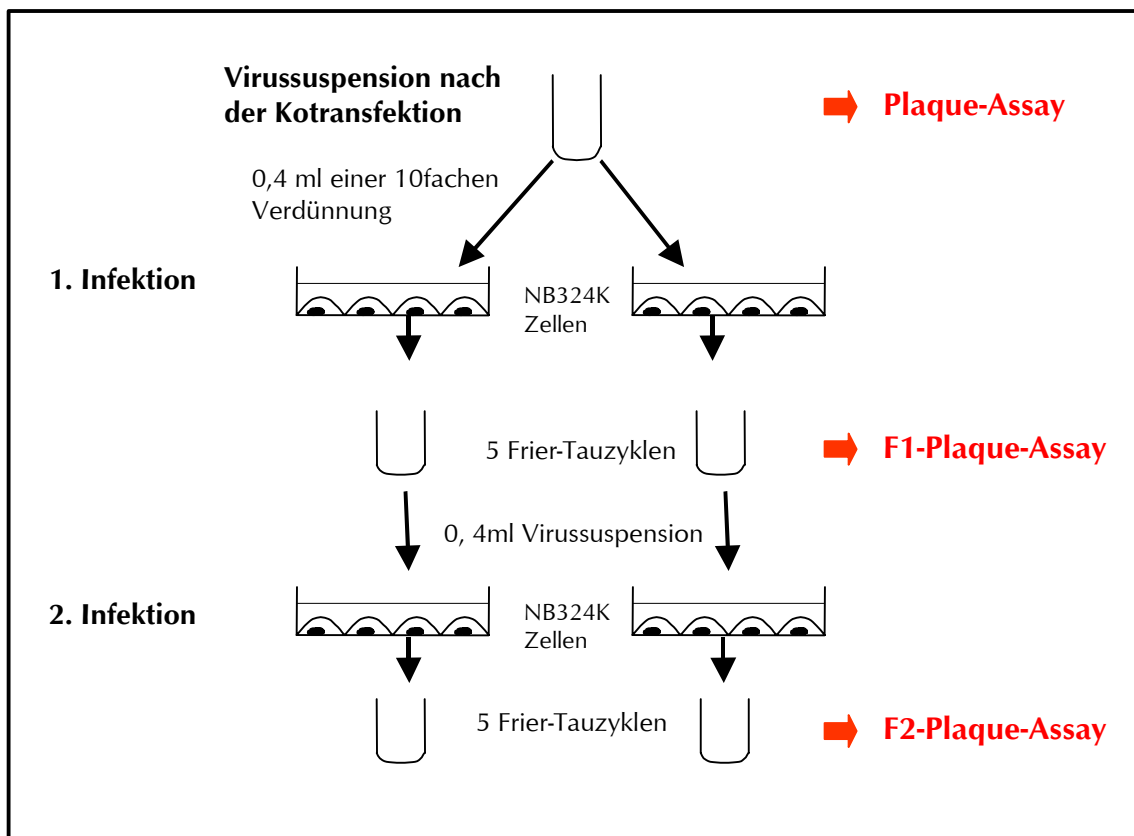 Virussuspension nach
der Kotransfektion
Plaque-Assay
0,4 ml einer 10fachen
Verdünnung
1. Infektion
NB324K
Zellen
5 Frier-Tauzyklen
F1-Plaque-Assay
0, 4ml Virussuspension
2. Infektion
NB324K
Zellen
5 Frier-Tauzyklen
F2-Plaque-Assay